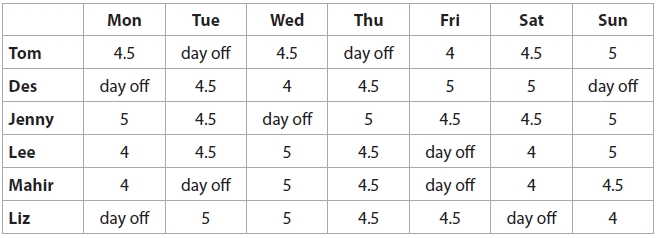 Mon Tue Wed Thu Fri Sat Sun
Tom 4.5 day off 4.5 day off 4 4.5 5
Des day off 4.5 4 4.5 5 5 day off
Jenny 5 4.5 day off 5 4.5 4.5 5
Lee 4 4.5 5 4.5 day off 4 5
Mahir 4 day off 5 4.5 day off 5 4.5
Liz day off 5 5 4.5 4.5 day off 4